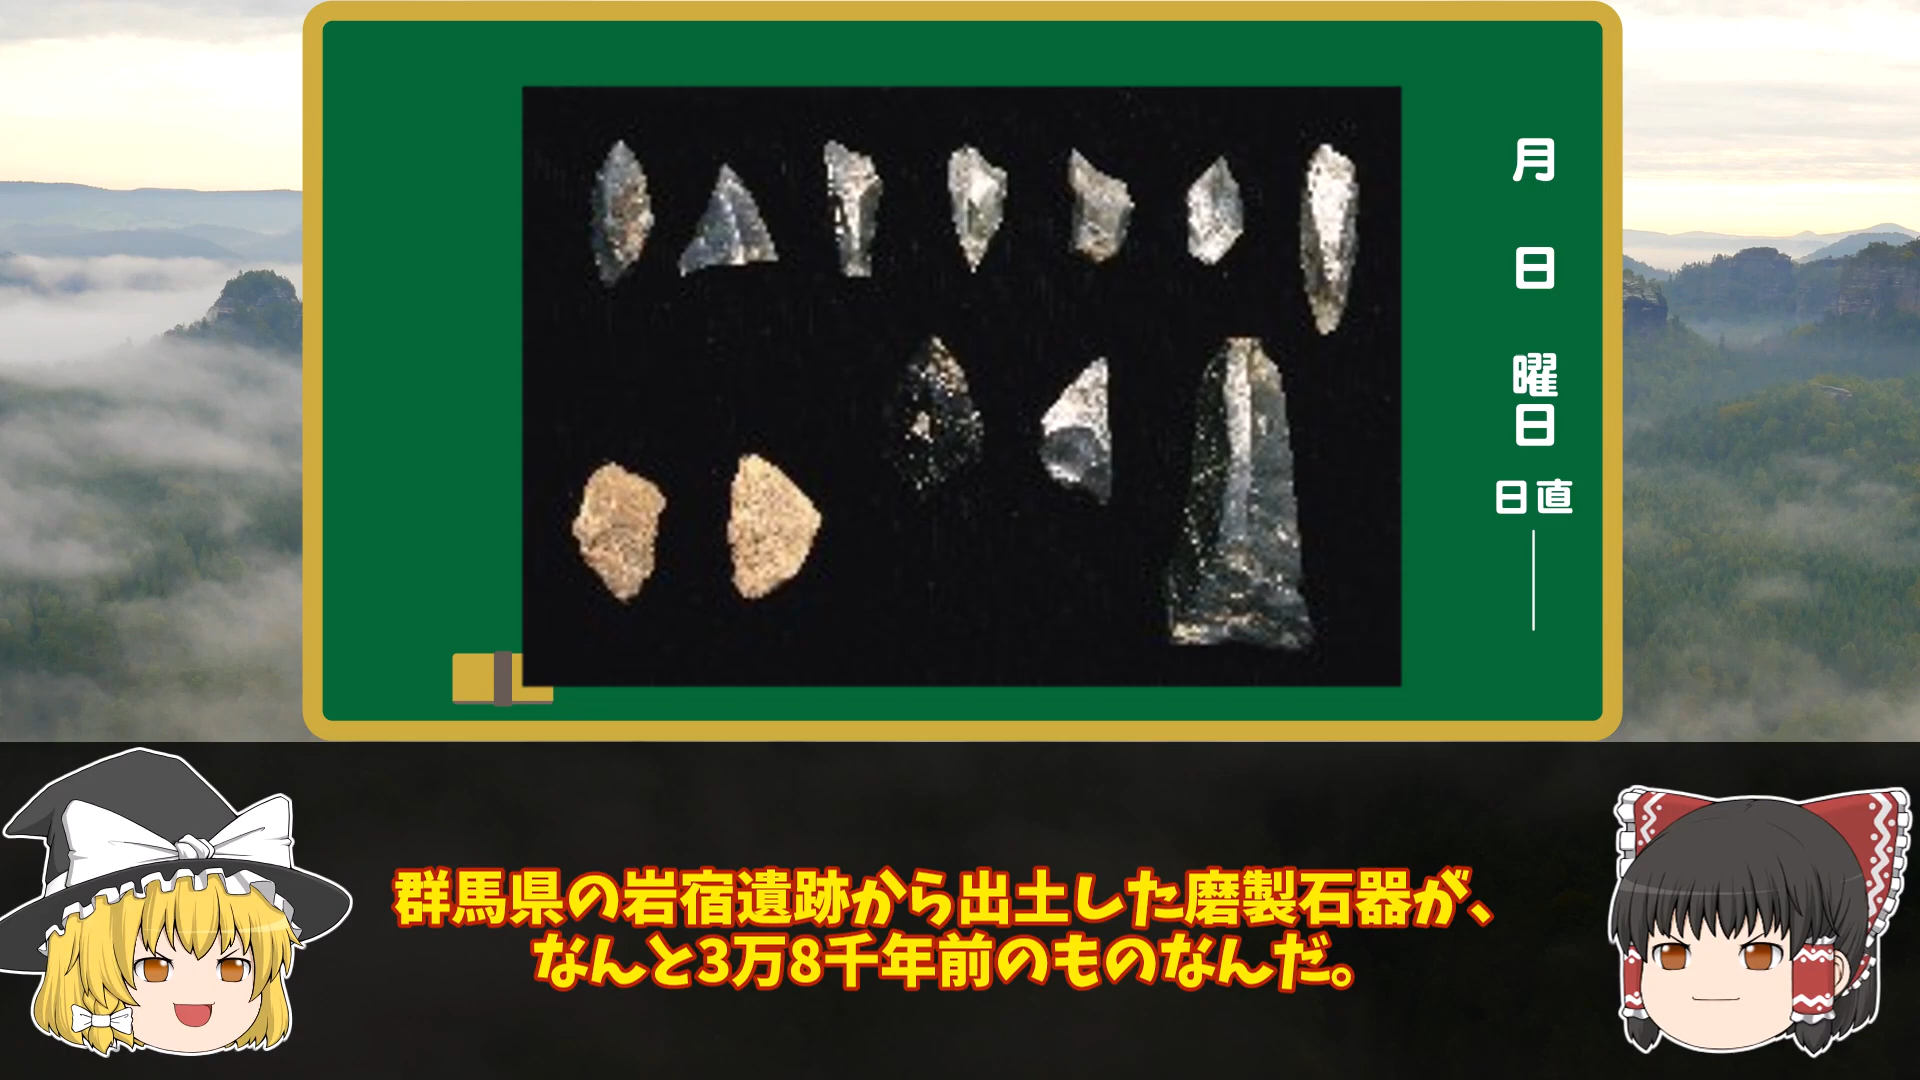 月
日
曜
日
日直
群馬県の岩宿遺跡から出土した磨製石器が、
なんと3万8千年前のものなんだ。